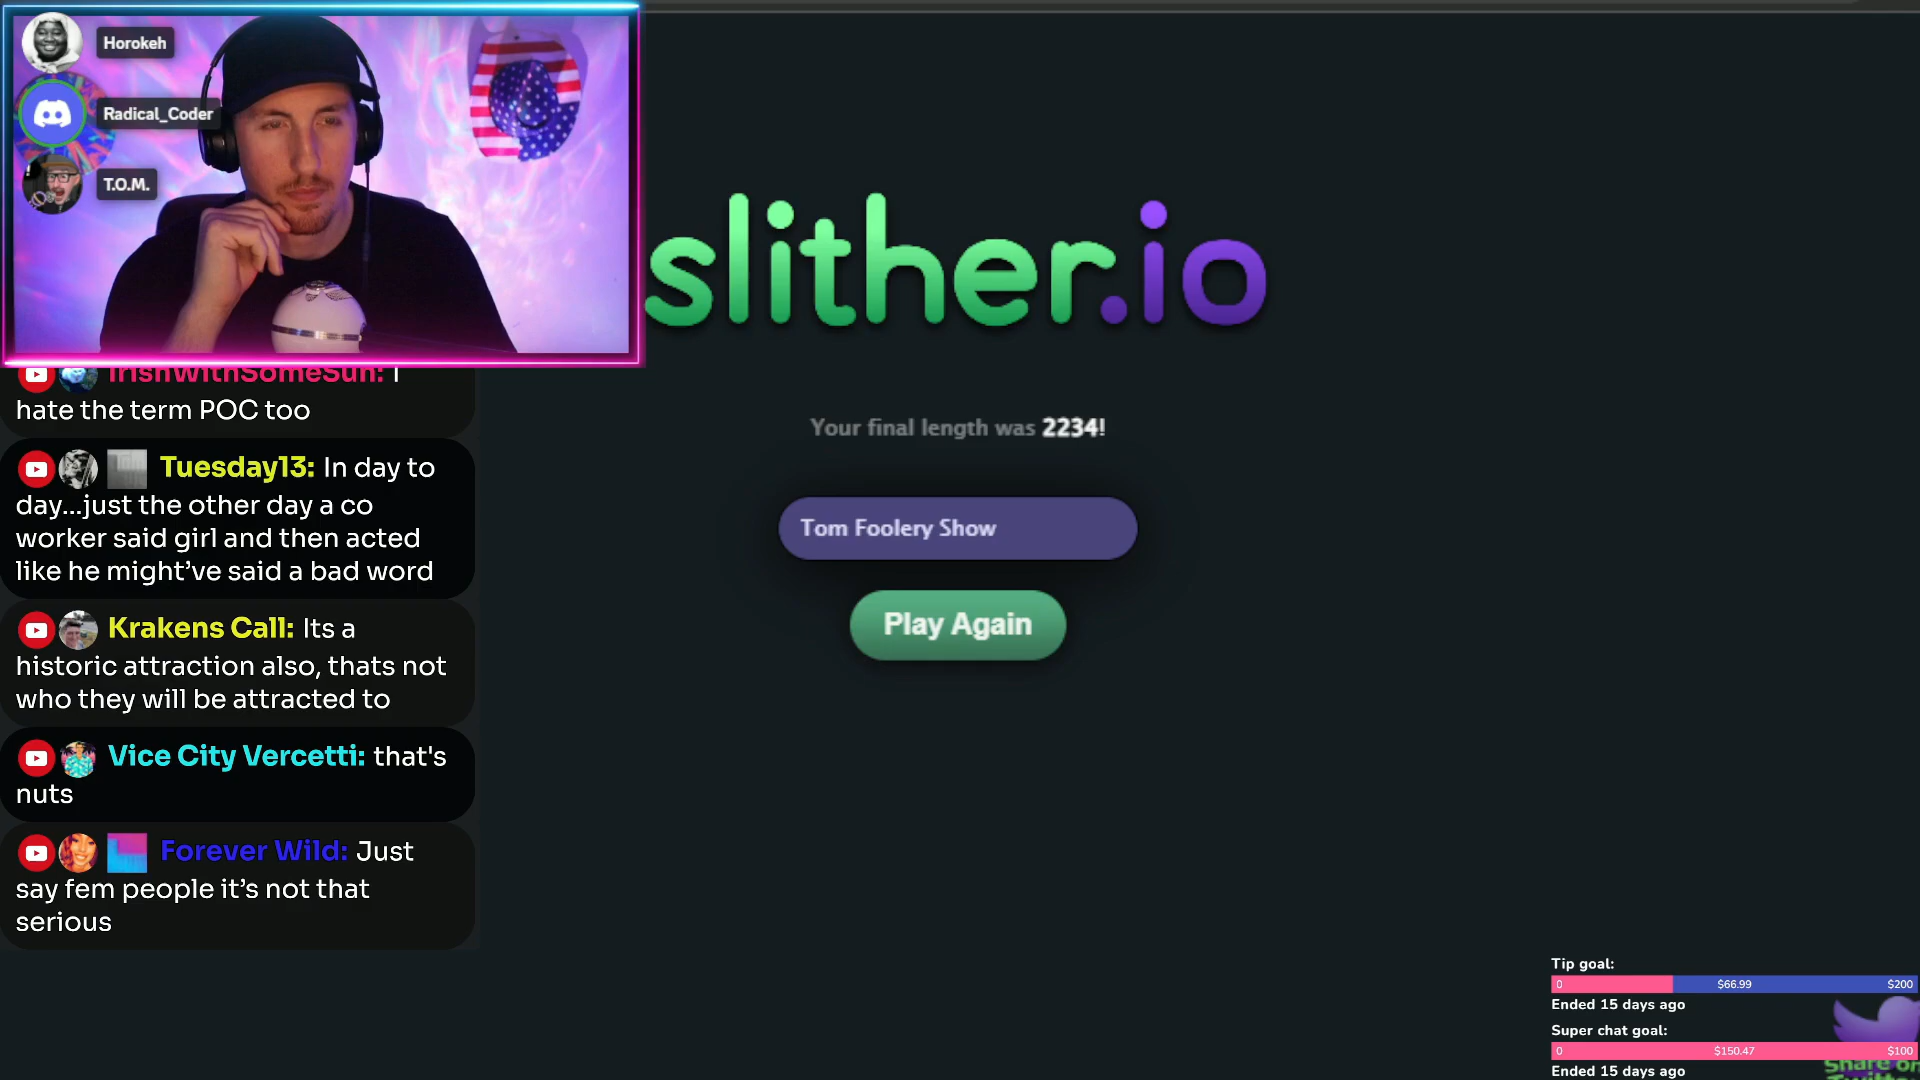 Horokeh
Radical_Coder
T.O.M.
slither.io
Your final length was 2234!
Tom Foolery Show
Play Again
IrishWithSomeSun: I
hate the term POC too
Tuesday13: In day to
day...just the other day a co
worker said girl and then acted
like he might’ve said a bad word
Krakens Call: Its a
historic attraction also, thats not
who they will be attracted to
Vice City Vercetti: that's
nuts
Forever Wild: Just
say fem people it’s not that
serious
Tip goal:
0 $66.99 $200
Ended 15 days ago
Super chat goal:
0 $150.47 $100
Ended 15 days ago
Share on